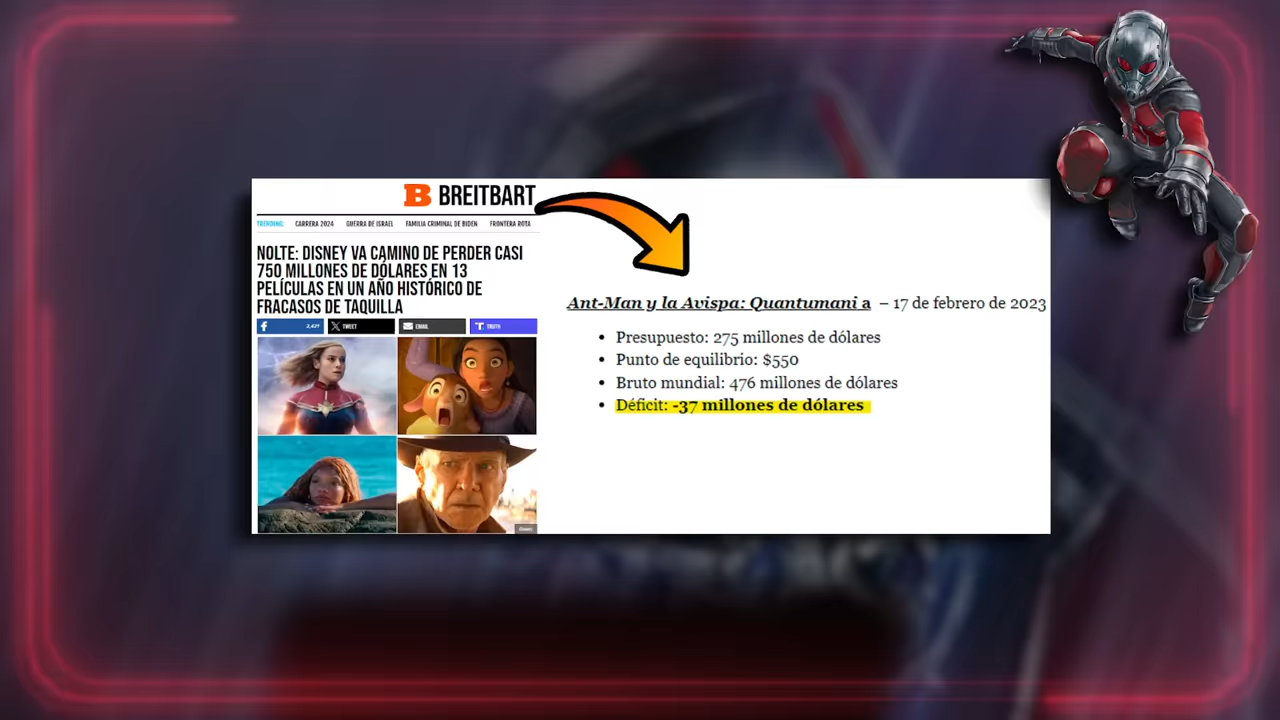 B BREITBART
TRENDING: CARRERA 2024 GUERRA DE ISRAEL FAMILIA CRIMINAL DE BIDEN FRONTERA ROTA
NOLTE: DISNEY VA CAMINO DE PERDER CASI
750 MILLONES DE DÓLARES EN 13
PELÍCULAS EN UN AÑO HISTÓRICO DE
FRACASOS DE TAQUILLA
f 2,421 X TWEET EMAIL T TRUTH
Ant-Man y la Avispa: Quantumani a – 17 de febrero de 2023
• Presupuesto: 275 millones de dólares
• Punto de equilibrio: $550
• Bruto mundial: 476 millones de dólares
• Déficit: -37 millones de dólares